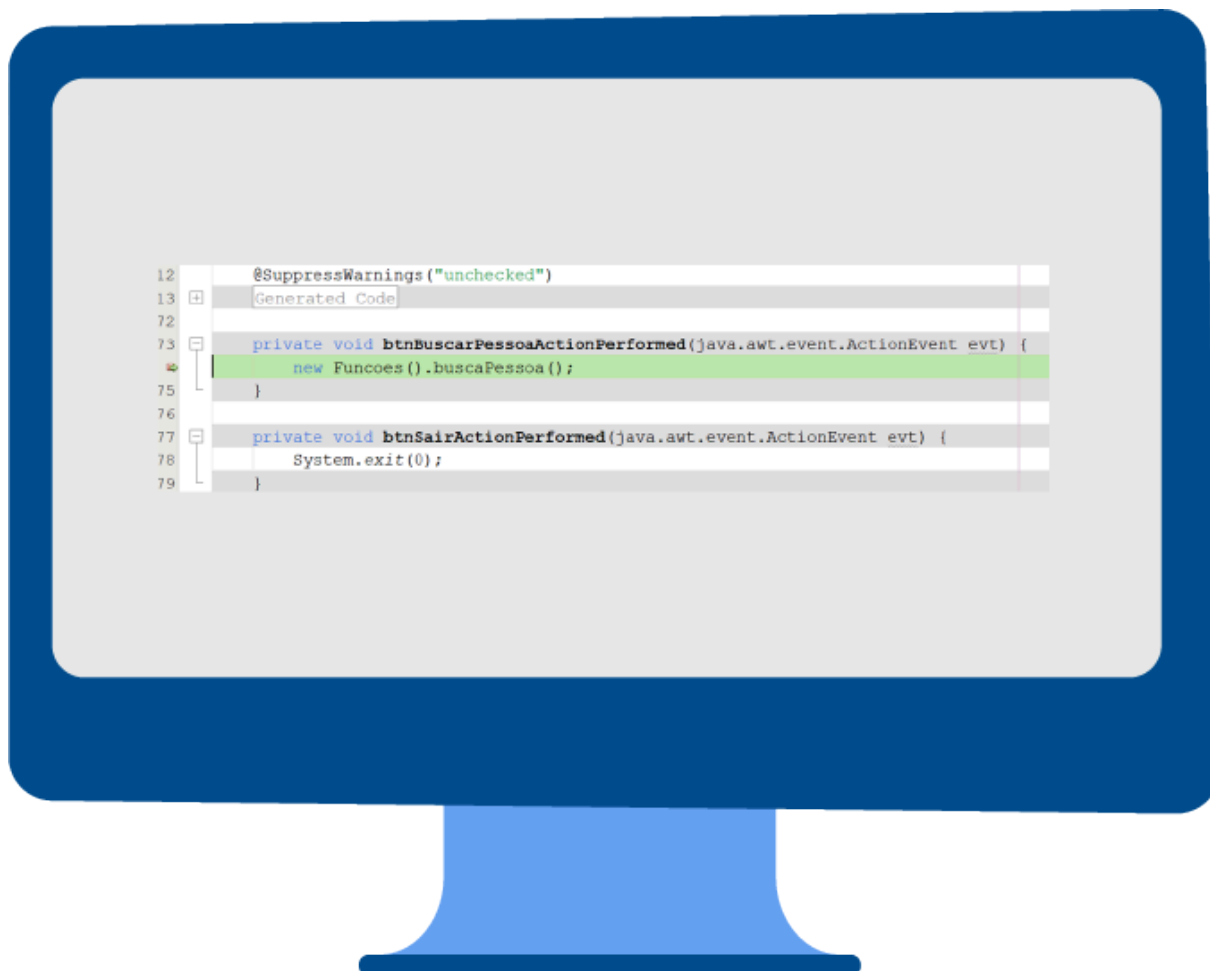 12 @SuppressWarnings("unchecked")
13 Generated Code
72
73 private void btnBuscarPessoaActionPerformed(java.awt.event.ActionEvent evt) {
new Funcoes().buscaPessoa();
75 }
76
77 private void btnSairActionPerformed(java.awt.event.ActionEvent evt) {
78 System.exit(0);
79 }